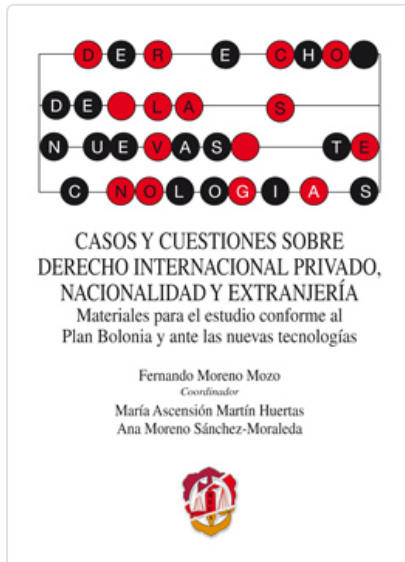 DERECHO
DE LAS
NUEVAS TE
CNOLOGIAS
CASOS Y CUESTIONES SOBRE
DERECHO INTERNACIONAL PRIVADO,
NACIONALIDAD Y EXTRANJERÍA
Materiales para el estudio conforme al
Plan Bolonia y ante las nuevas tecnologías
Fernando Moreno Mozo
Coordinador
María Ascensión Martín Huertas
Ana Moreno Sánchez-Moraleda